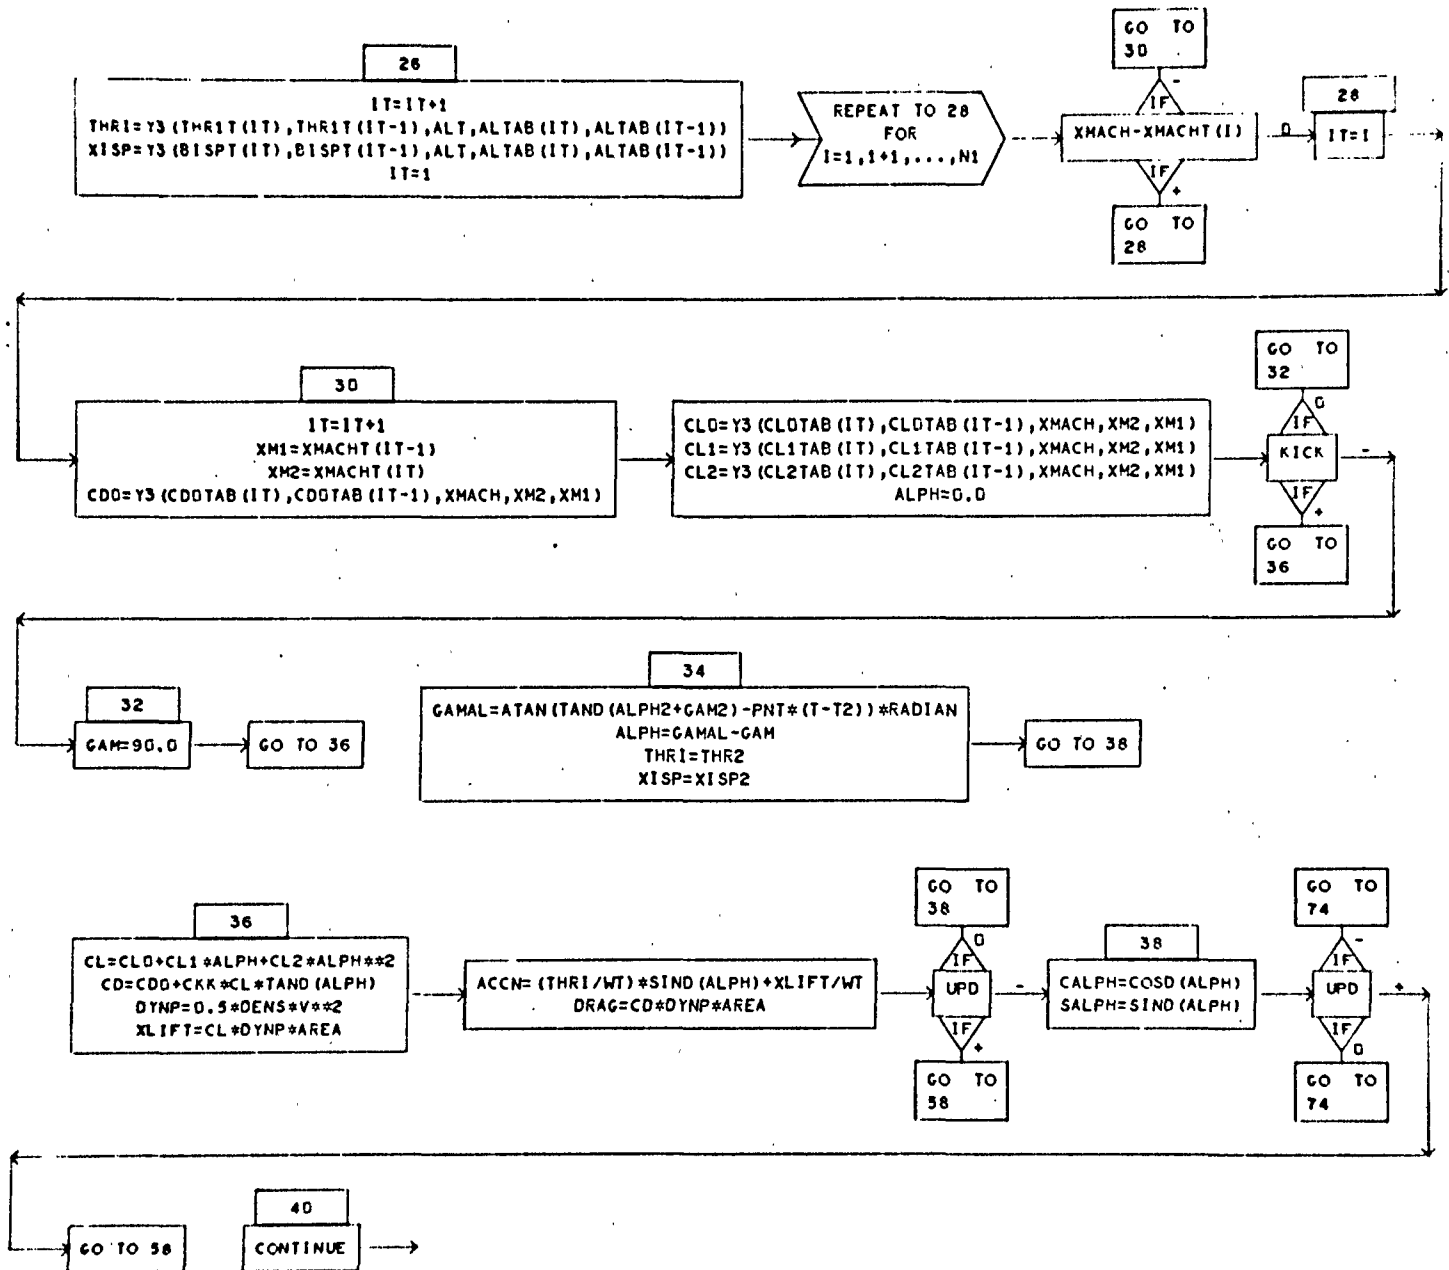 26
IT=IT+1
THRI=Y3(THR1T(IT),THR1T(IT-1),ALT,ALTAB(IT),ALTAB(IT-1))
XISP=Y3(BISPT(IT),BISPT(IT-1),ALT,ALTAB(IT),ALTAB(IT-1))
IT=1
REPEAT TO 28
FOR
I=1,1+1,...,N1
GO TO
30
-
IF
XMACH-XMACHT(I)
0
IF
+
GO TO
28
28
IT=I
30
IT=IT+1
XM1=XMACHT(IT-1)
XM2=XMACHT(IT)
CD0=Y3(CD0TAB(IT),CD0TAB(IT-1),XMACH,XM2,XM1)
CL0=Y3(CL0TAB(IT),CL0TAB(IT-1),XMACH,XM2,XM1)
CL1=Y3(CL1TAB(IT),CL1TAB(IT-1),XMACH,XM2,XM1)
CL2=Y3(CL2TAB(IT),CL2TAB(IT-1),XMACH,XM2,XM1)
ALPH=0.0
GO TO
32
0
IF
KICK
-
IF
+
GO TO
36
32
GAM=90.0
GO TO 36
34
GAMAL=ATAN(TAND(ALPH2+GAM2)-PNT*(T-T2))*RADIAN
ALPH=GAMAL-GAM
THRI=THR2
XISP=XISP2
GO TO 38
36
CL=CL0+CL1*ALPH+CL2*ALPH**2
CD=CD0+CKK*CL*TAND(ALPH)
DYNP=0.5*DENS*V**2
XLIFT=CL*DYNP*AREA
ACCN=(THRI/WT)*SIND(ALPH)+XLIFT/WT
DRAG=CD*DYNP*AREA
GO TO
38
0
IF
UPD
-
IF
+
GO TO
58
38
CALPH=COSD(ALPH)
SALPH=SIND(ALPH)
GO TO
74
-
IF
UPD
+
IF
0
GO TO
74
GO TO 58
40
CONTINUE